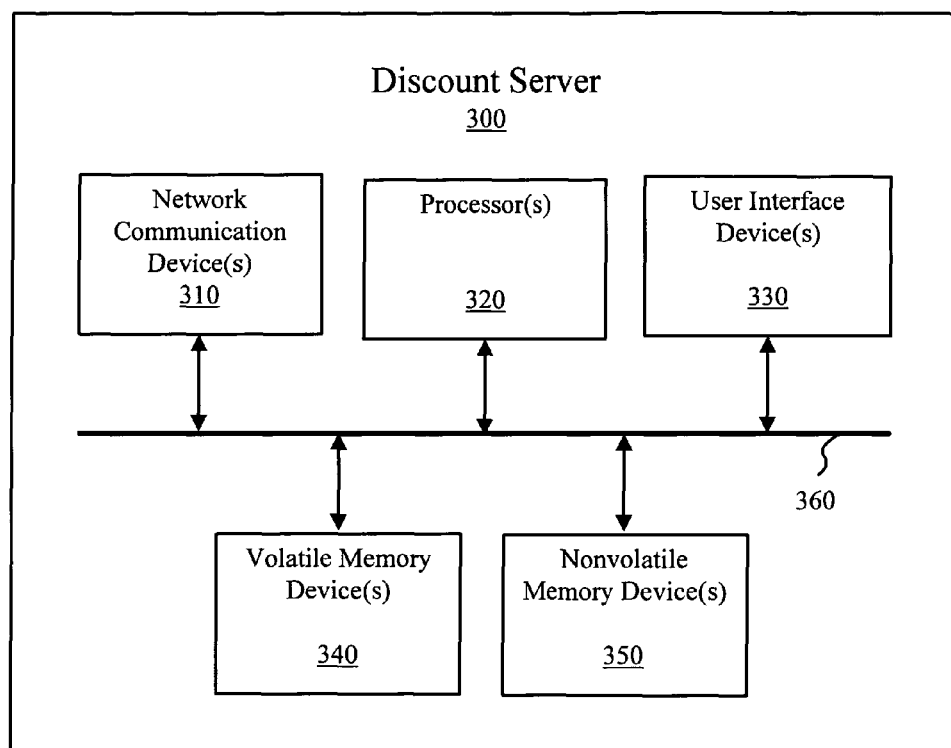 Discount Server
300
Network
Communication
Device(s)
310
Processor(s)
320
User Interface
Device(s)
330
360
Volatile Memory
Device(s)
340
Nonvolatile
Memory Device(s)
350